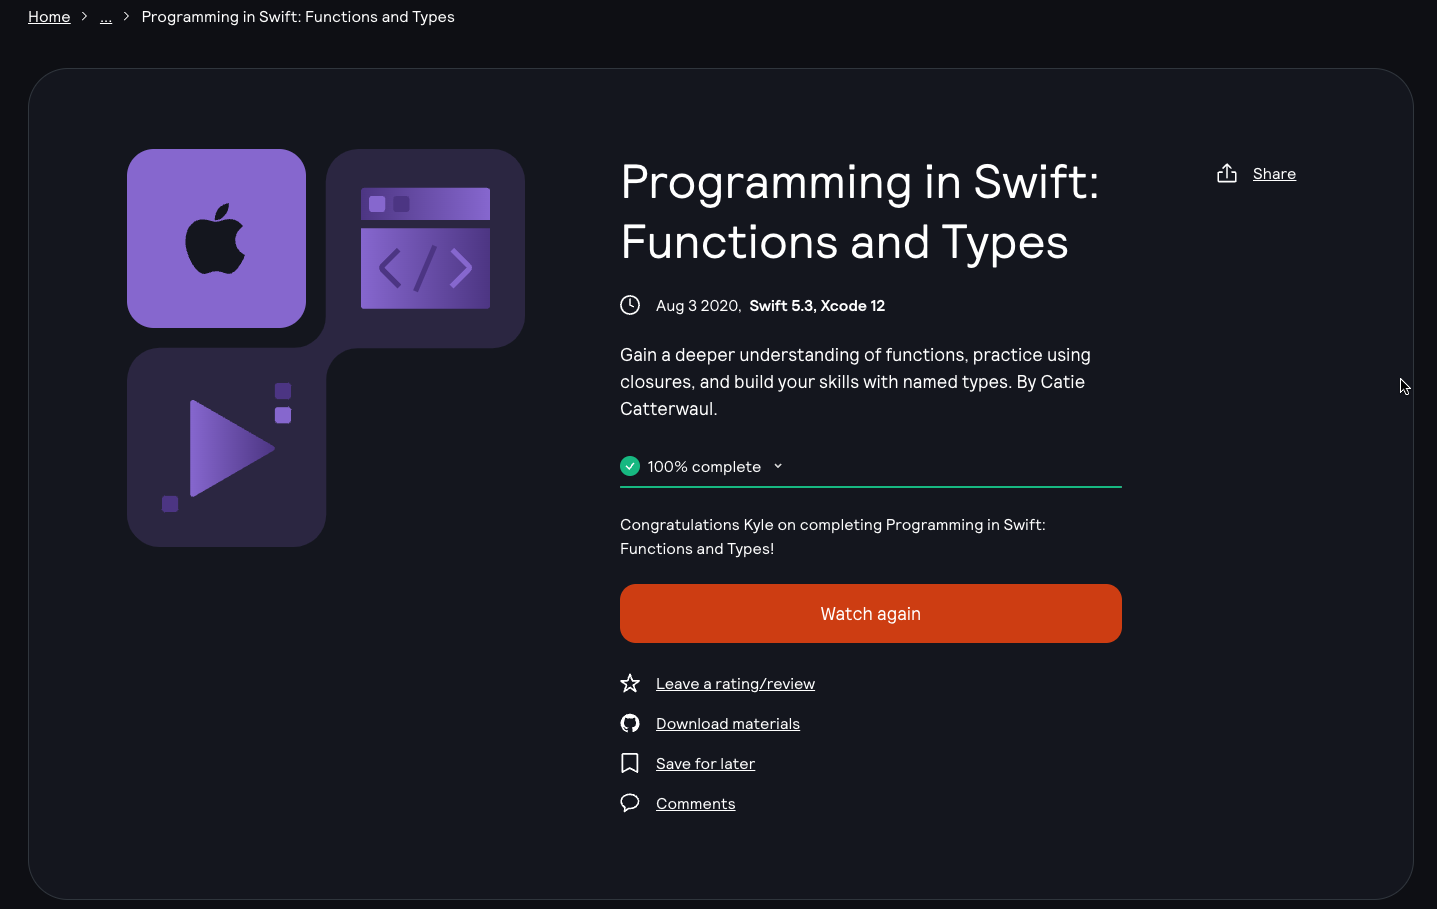 Home > ... > Programming in Swift: Functions and Types
Programming in Swift:
Functions and Types
Share
Aug 3 2020, Swift 5.3, Xcode 12
Gain a deeper understanding of functions, practice using
closures, and build your skills with named types. By Catie
Catterwaul.
100% complete
Congratulations Kyle on completing Programming in Swift:
Functions and Types!
Watch again
Leave a rating/review
Download materials
Save for later
Comments